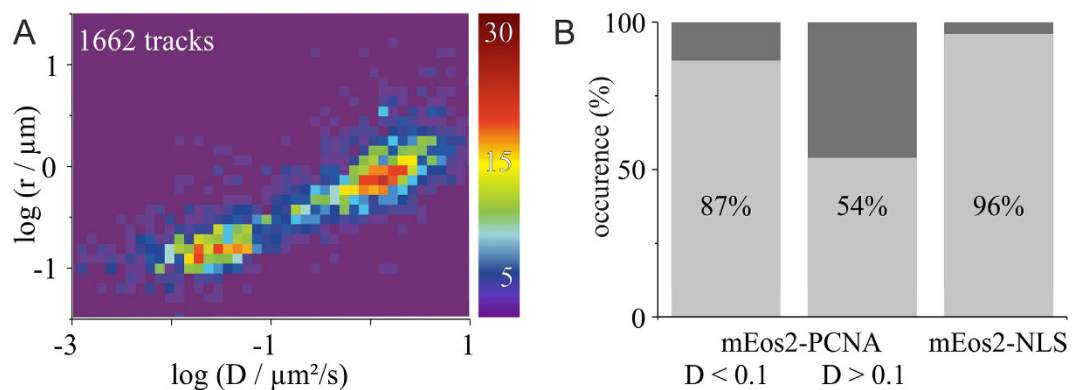 A
1662 tracks
log (r / μm)
1
0
-1
-3
-1
-1
1
log (D / μm²/s)
30
15
5
B
occurence (%)
100
50
0
87%
54%
96%
mEos2-PCNA
mEos2-NLS
D < 0.1
D > 0.1